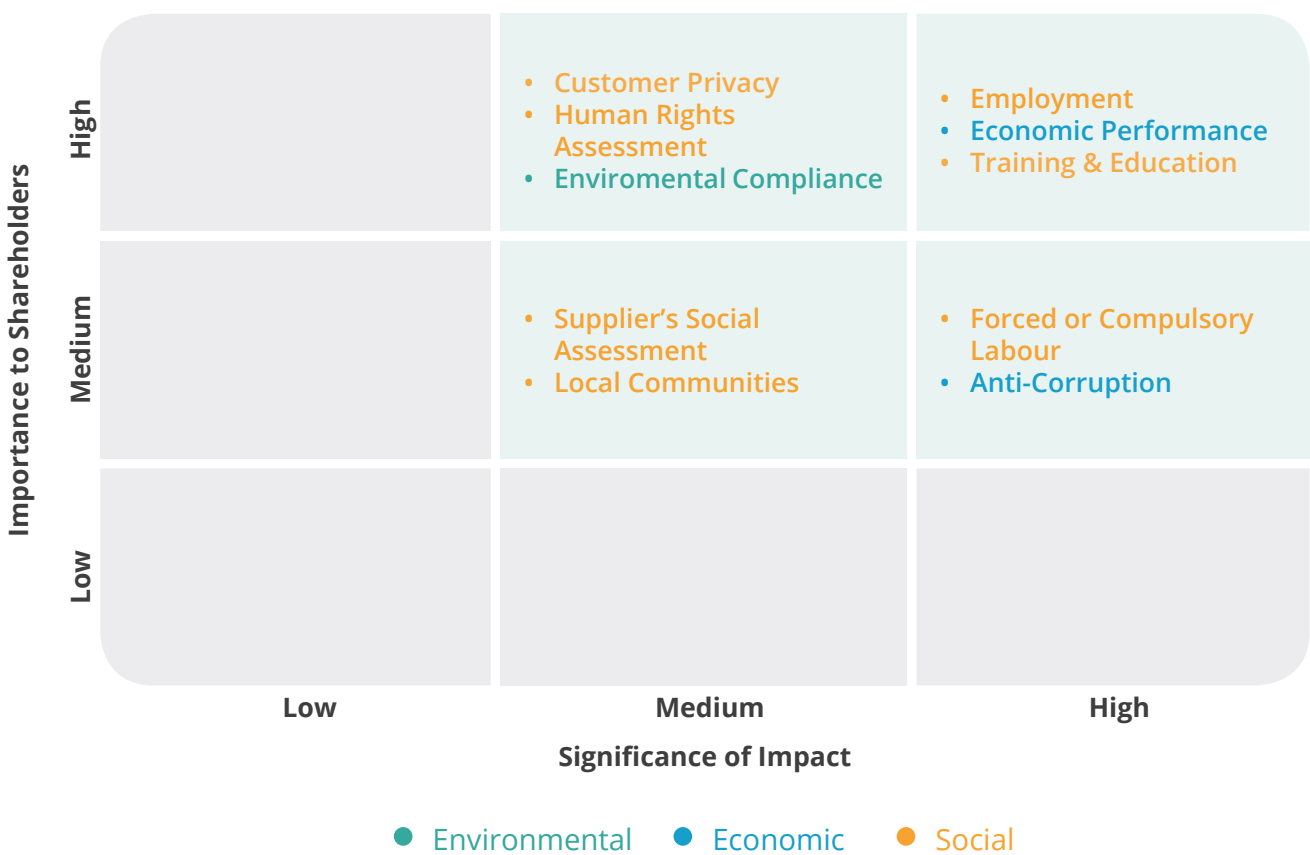 Importance to Shareholders
High
• Customer Privacy
• Human Rights
Assessment
• Enviromental Compliance
• Employment
• Economic Performance
• Training & Education
Medium
• Supplier’s Social
Assessment
• Local Communities
• Forced or Compulsory
Labour
• Anti-Corruption
Low
Low
Medium
High
Significance of Impact
Environmental
Economic
Social